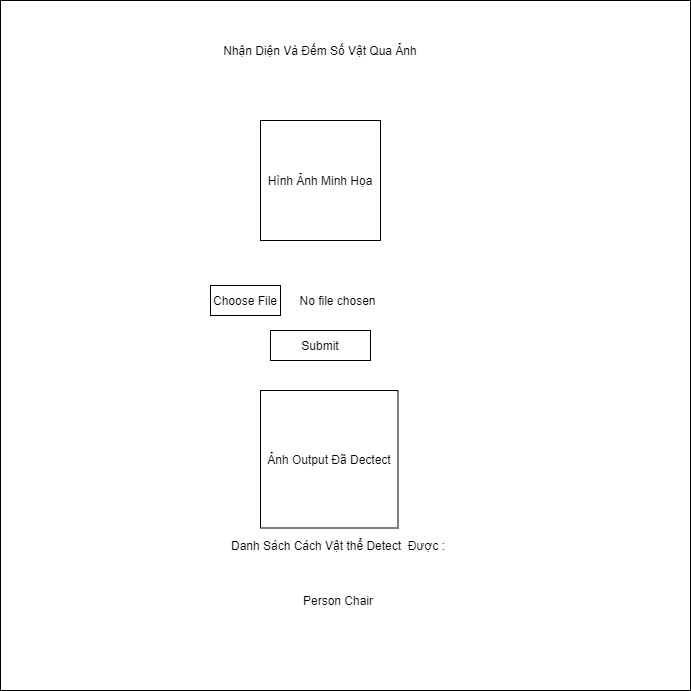 Nhận Diện Và Đếm Số Vật Qua Ảnh
Hình Ảnh Minh Họa
Choose File No file chosen
Submit
Ảnh Output Đã Dectect
Danh Sách Cách Vật thể Detect Được :
Person Chair